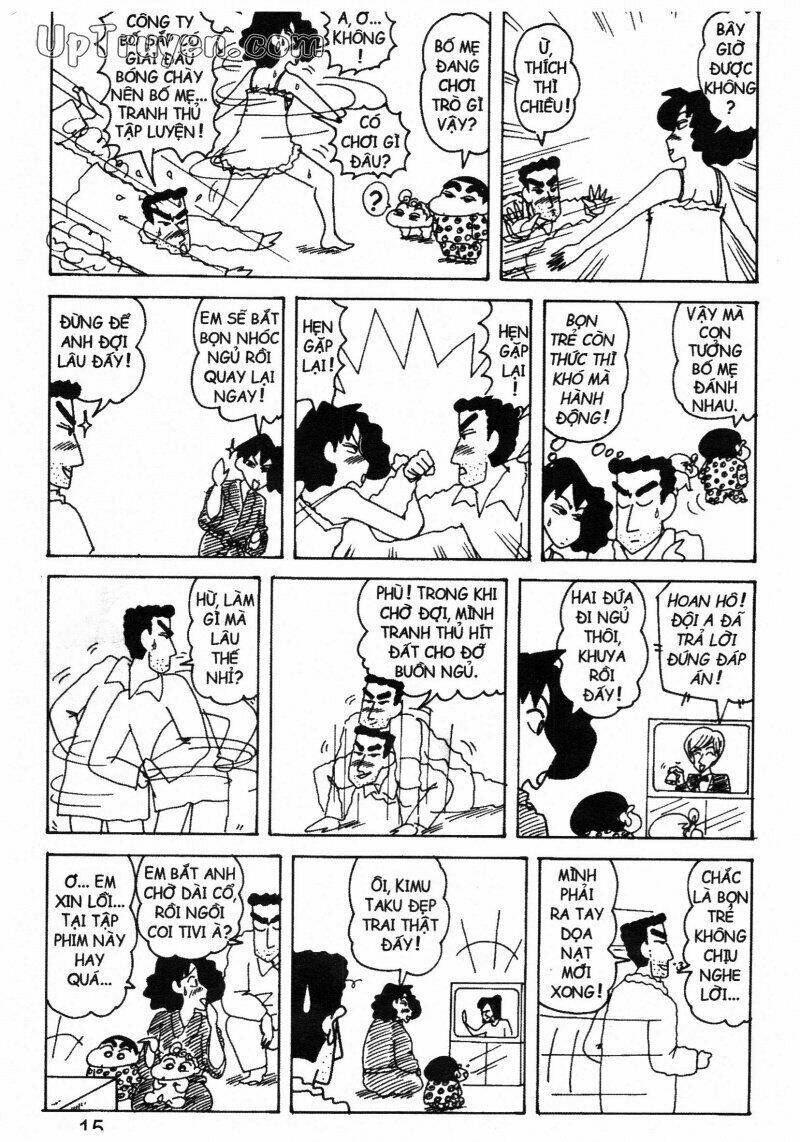 BÂY
GIỜ
ĐƯỢC
KHÔNG
?
Ừ,
THÍCH
THÌ
CHIỀU!
BỐ MẸ
ĐANG
CHƠI
TRÒ GÌ
VẬY?
A, Ơ...
KHÔNG
!
CÓ
CHƠI GÌ
ĐÂU?
CÔNG TY
BỐ SẮP CÓ
GIẢI ĐẤU
BÓNG CHÀY
NÊN BỐ MẸ...
TRANH THỦ
TẬP LUYỆN!
?
UpTruyen.com
VẬY MÀ
CON
TƯỞNG
BỐ MẸ
ĐÁNH
NHAU.
BỌN
TRẺ CÒN
THỨC THÌ
KHÓ MÀ
HÀNH
ĐỘNG!
HẸN
GẶP
LẠI
!
HẸN
GẶP
LẠI!
EM SẼ BẮT
BỌN NHÓC
NGỦ RỒI
QUAY LẠI
NGAY!
ĐỪNG ĐỂ
ANH ĐỢI
LÂU ĐẤY!
HOAN HÔ!
ĐỘI A ĐÃ
TRẢ LỜI
ĐÚNG ĐÁP
ÁN!
HAI ĐỨA
ĐI NGỦ
THÔI,
KHUYA
RỒI
ĐẤY!
PHÙ! TRONG KHI
CHỜ ĐỢI, MÌNH
TRANH THỦ HÍT
ĐẤT CHO ĐỠ
BUỒN NGỦ.
HỪ, LÀM
GÌ MÀ
LÂU
THẾ
NHỈ?
CHẮC
LÀ BỌN
TRẺ
KHÔNG
CHỊU
NGHE
LỜI...
MÌNH
PHẢI
RA TAY
DỌA
NẠT
MỚI
XONG!
ÔI, KIMU
TAKU ĐẸP
TRAI THẬT
ĐẤY!
EM BẮT ANH
CHỜ DÀI CỔ,
RỒI NGỒI
COI TIVI À?
Ơ... EM
XIN LỖI...
TẠI TẬP
PHIM NÀY
HAY
QUÁ...
15